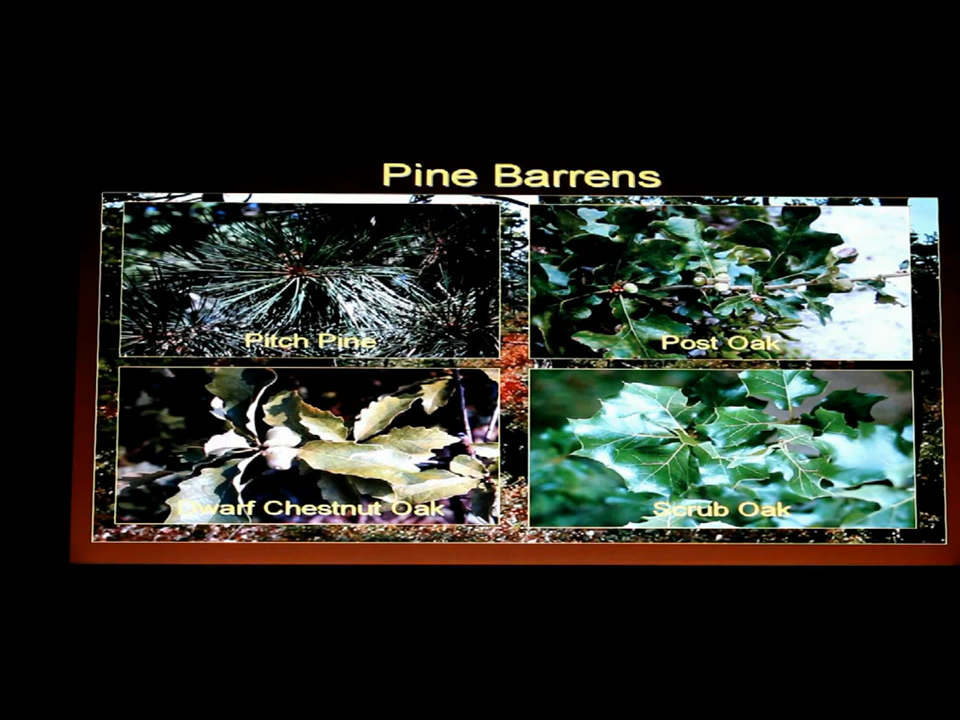 Pine Barrens
Pitch Pine
Post Oak
Dwarf Chestnut Oak
Scrub Oak